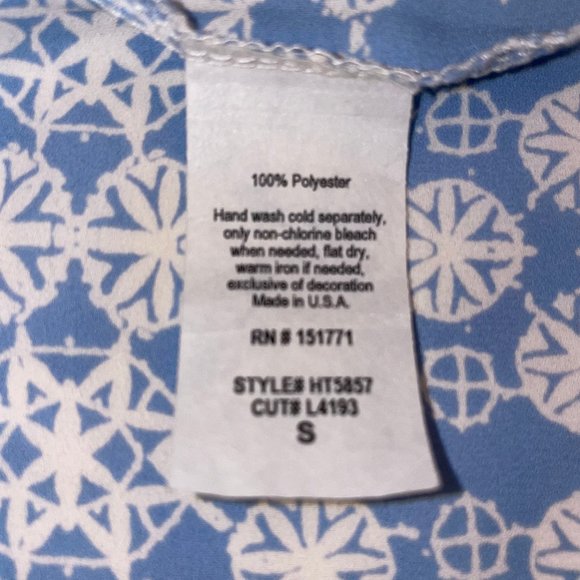 100% Polyester
Hand wash cold separately,
only non-chlorine bleach
when needed, flat dry,
warm iron if needed,
exclusive of decoration
Made in U.S.A.
RN # 151771
STYLE# HT5857
CUT# L4193
S